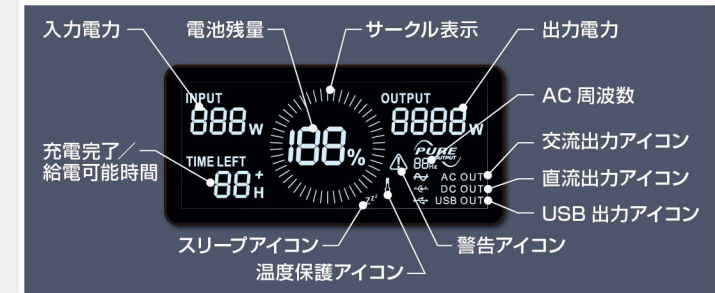 入力電力
電池残量
サークル表示
出力電力
INPUT
888w
188%
OUTPUT
8888w
AC 周波数
PURE
OUTPUT
88Hz
充電完了／
給電可能時間
TIME LEFT
88+H
AC OUT
DC OUT
USB OUT
交流出力アイコン
直流出力アイコン
USB 出力アイコン
zzz
スリープアイコン
警告アイコン
温度保護アイコン